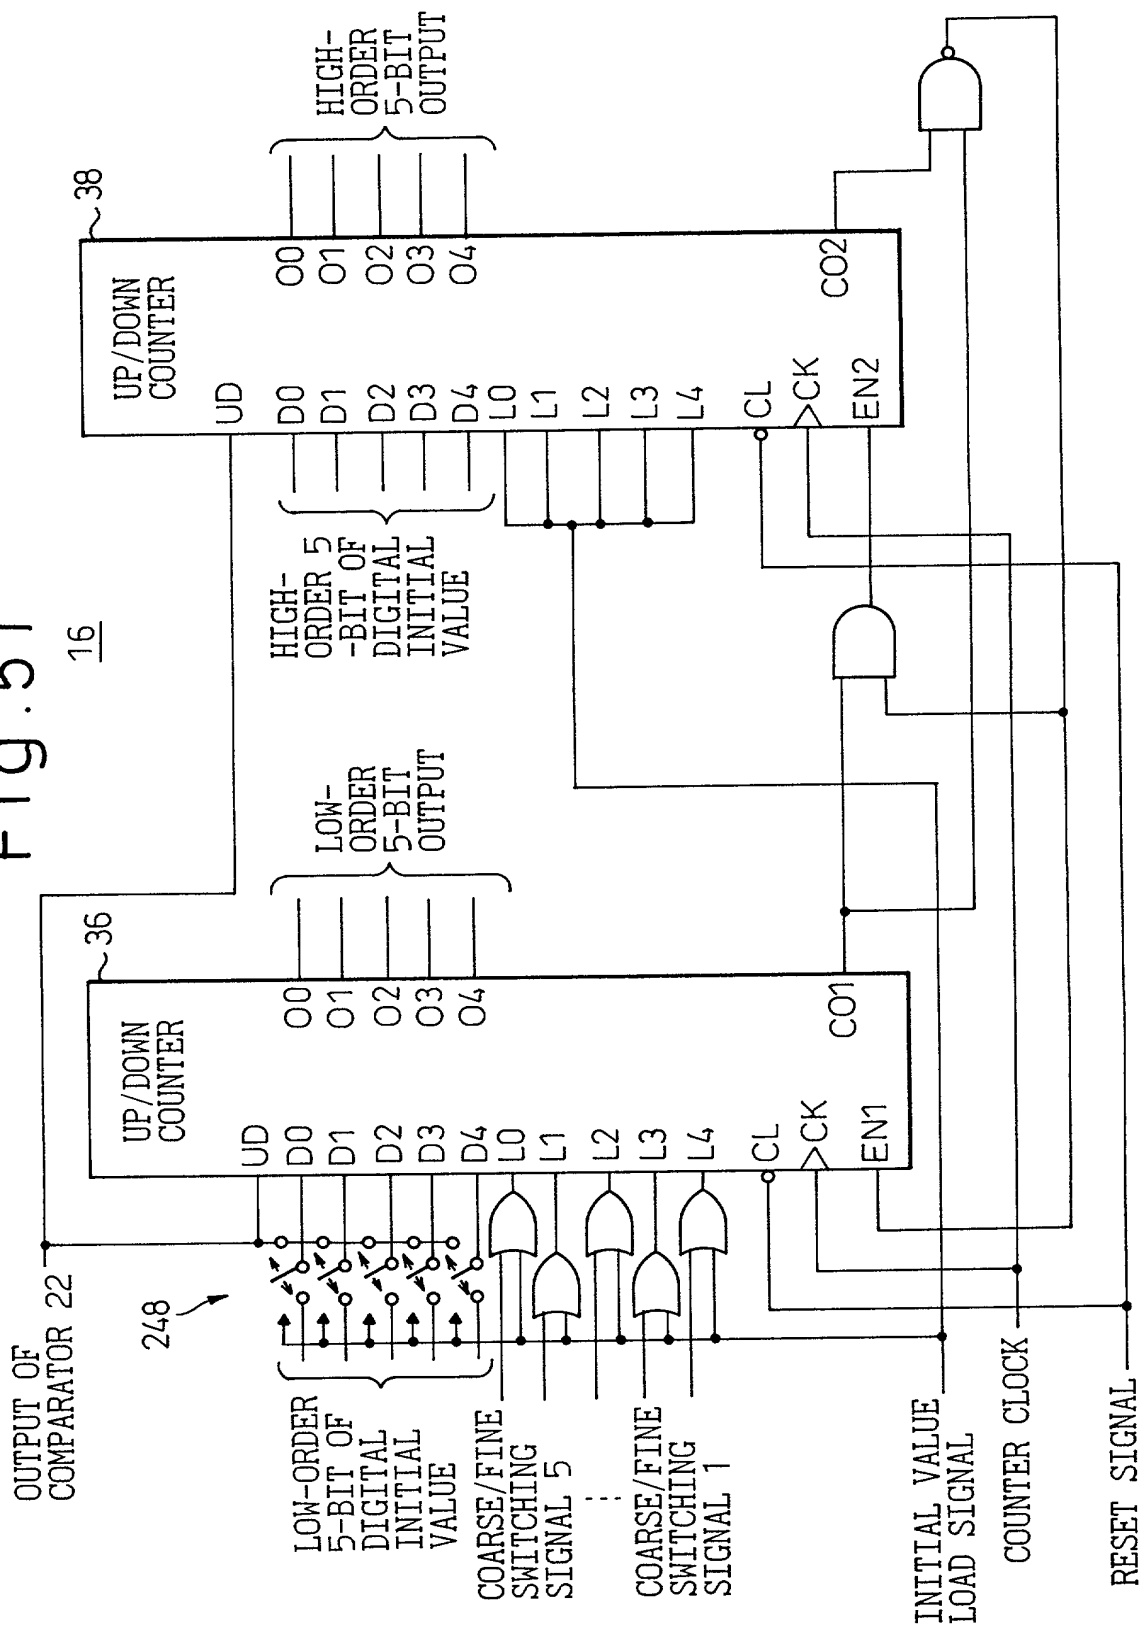 Fig.51
16
OUTPUT OF
COMPARATOR 22
248
LOW-ORDER
5-BIT OF
DIGITAL
INITIAL
VALUE
COARSE/FINE
SWITCHING
SIGNAL 5
COARSE/FINE
SWITCHING
SIGNAL 1
INITIAL VALUE
LOAD SIGNAL
COUNTER CLOCK
RESET SIGNAL
36
UP/DOWN
COUNTER
UD
D0
D1
D2
D3
D4
L0
L1
L2
L3
L4
CL
CK
EN1
O0
O1
O2
O3
O4
CO1
LOW-
ORDER
5-BIT
OUTPUT
HIGH-
ORDER 5
-BIT OF
DIGITAL
INITIAL
VALUE
38
UP/DOWN
COUNTER
UD
D0
D1
D2
D3
D4
L0
L1
L2
L3
L4
CL
CK
EN2
O0
O1
O2
O3
O4
CO2
HIGH-
ORDER
5-BIT
OUTPUT